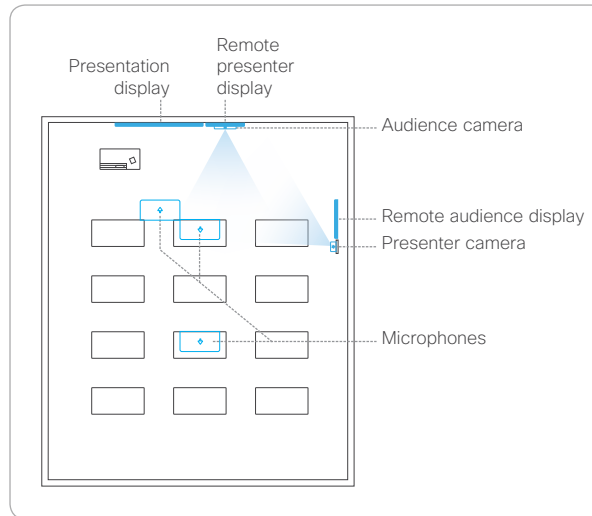 Presentation
display
Remote
presenter
display
Audience camera
Remote audience display
Presenter camera
Microphones